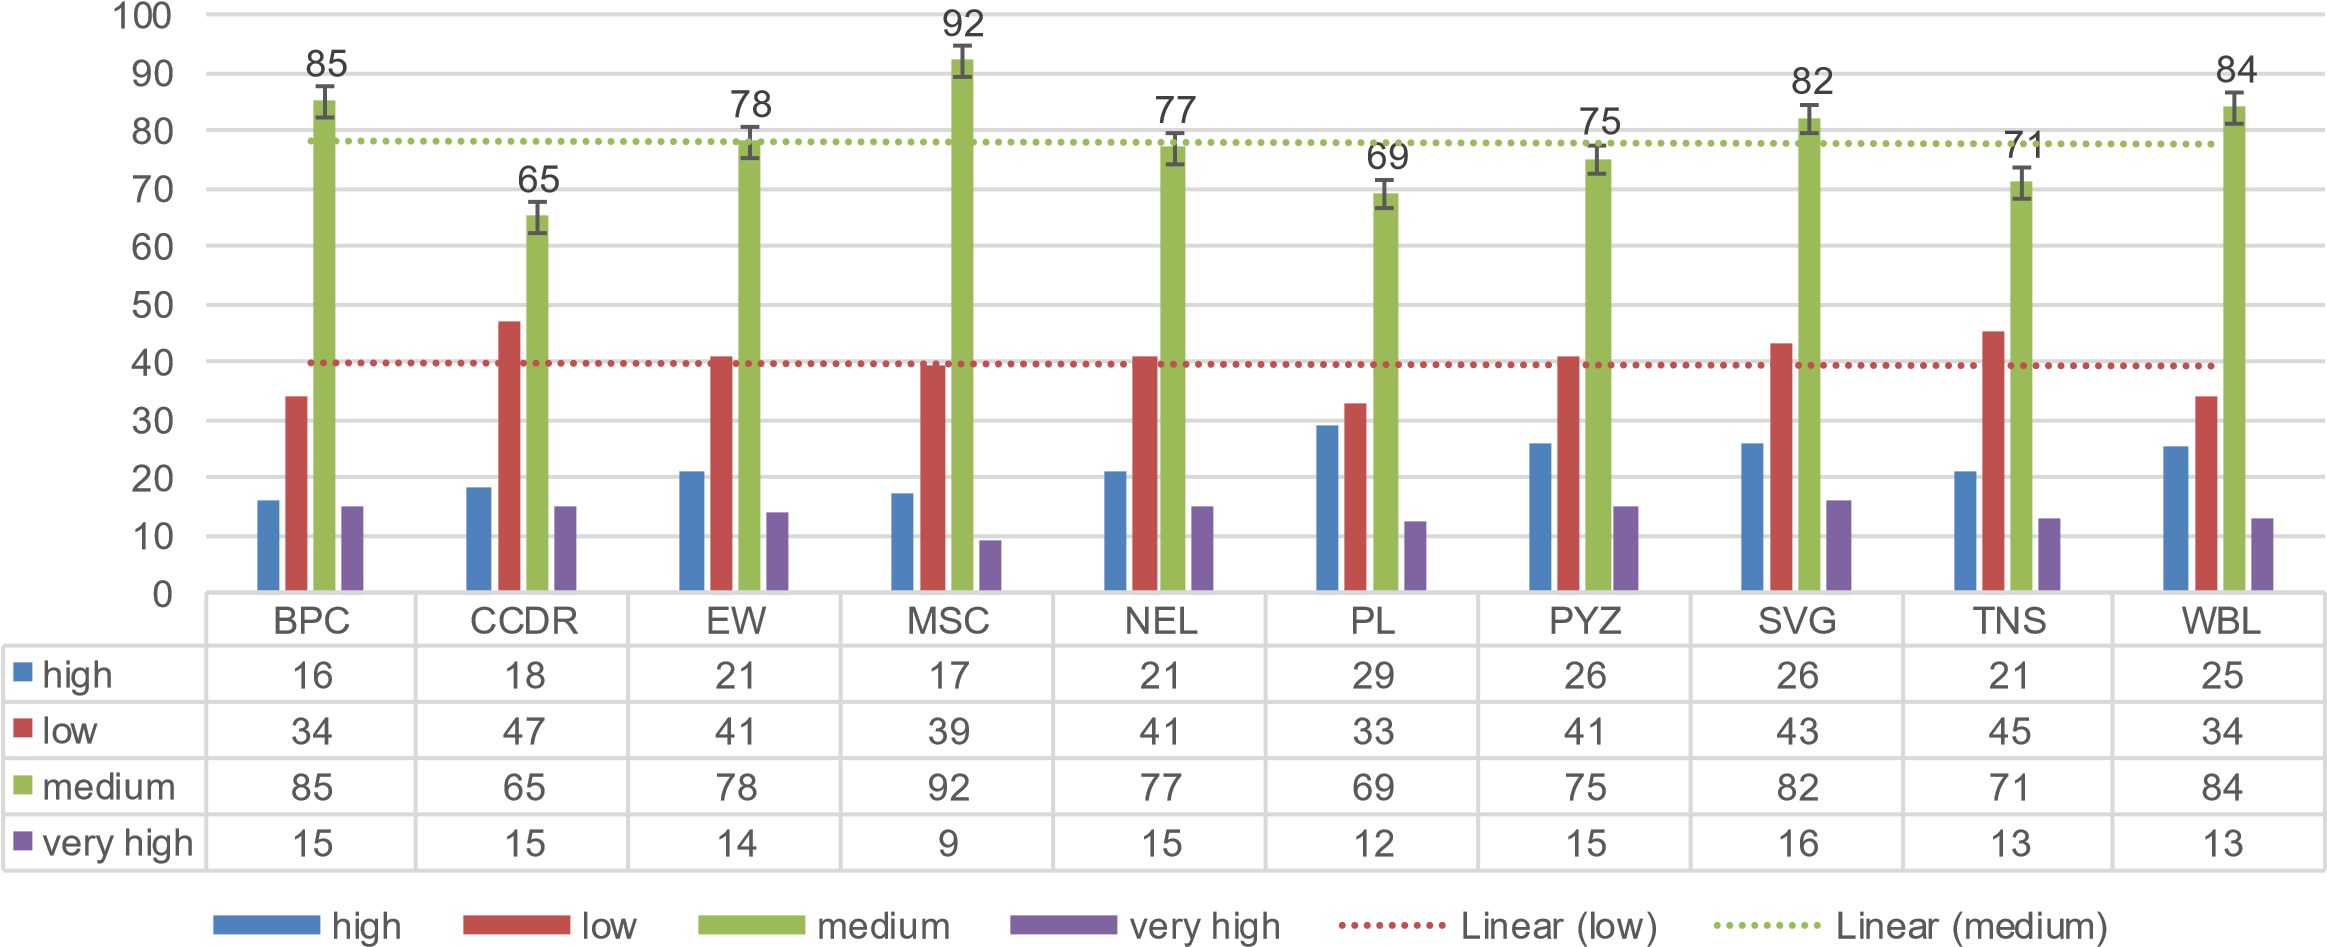 100
90
80
70
60
50
40
30
20
10
0
85 65 78 92 77 69 75 82 71 84
BPC CCDR EW MSC NEL PL PYZ SVG TNS WBL
high 16 18 21 17 21 29 26 26 21 25
low 34 47 41 39 41 33 41 43 45 34
medium 85 65 78 92 77 69 75 82 71 84
very high 15 15 14 9 15 12 15 16 13 13
high low medium very high Linear (low) Linear (medium)